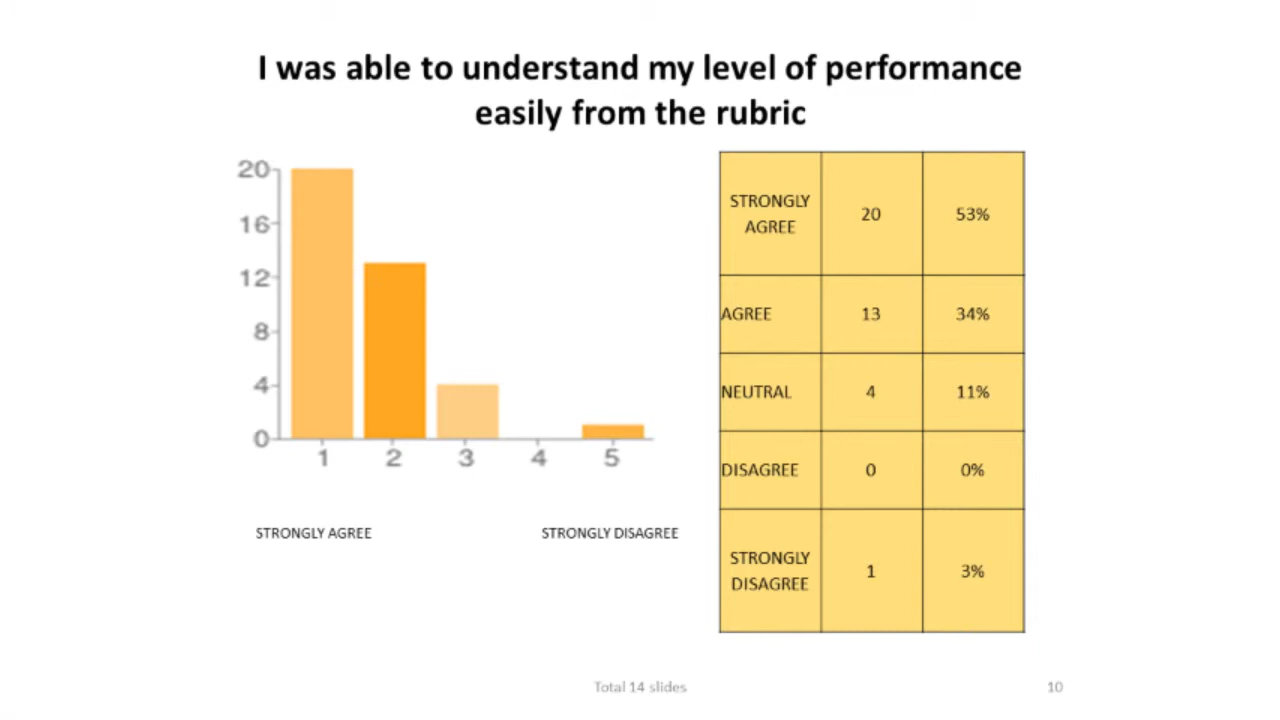 I was able to understand my level of performance
easily from the rubric
20
16
12
8
4
0
1 2 3 4 5
STRONGLY AGREE STRONGLY DISAGREE
STRONGLY
AGREE 20 53%
AGREE 13 34%
NEUTRAL 4 11%
DISAGREE 0 0%
STRONGLY
DISAGREE 1 3%
Total 14 slides 10